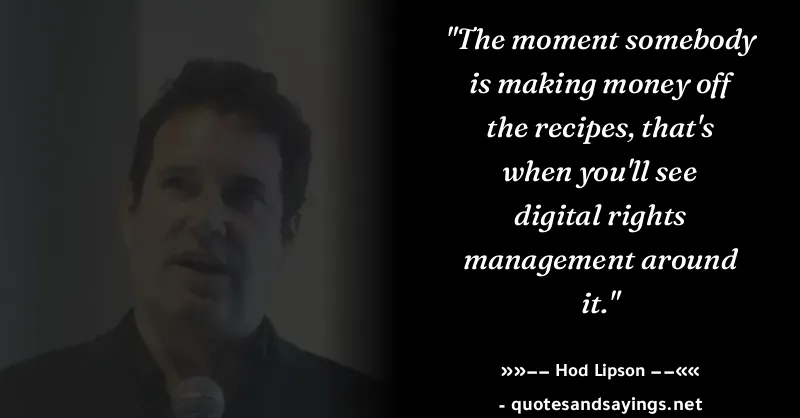 "The moment somebody
is making money off
the recipes, that's
when you'll see
digital rights
management around
it."
»»−− Hod Lipson −−««
- quotesandsayings.net